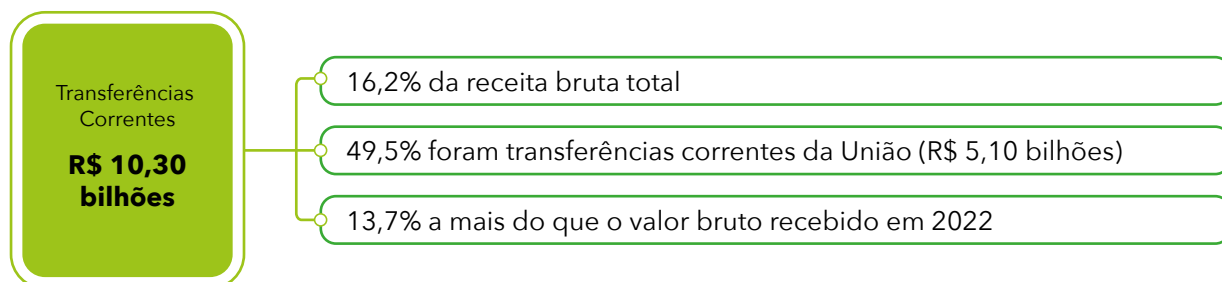 Transferências
Correntes
R$ 10,30
bilhões
16,2% da receita bruta total
49,5% foram transferências correntes da União (R$ 5,10 bilhões)
13,7% a mais do que o valor bruto recebido em 2022